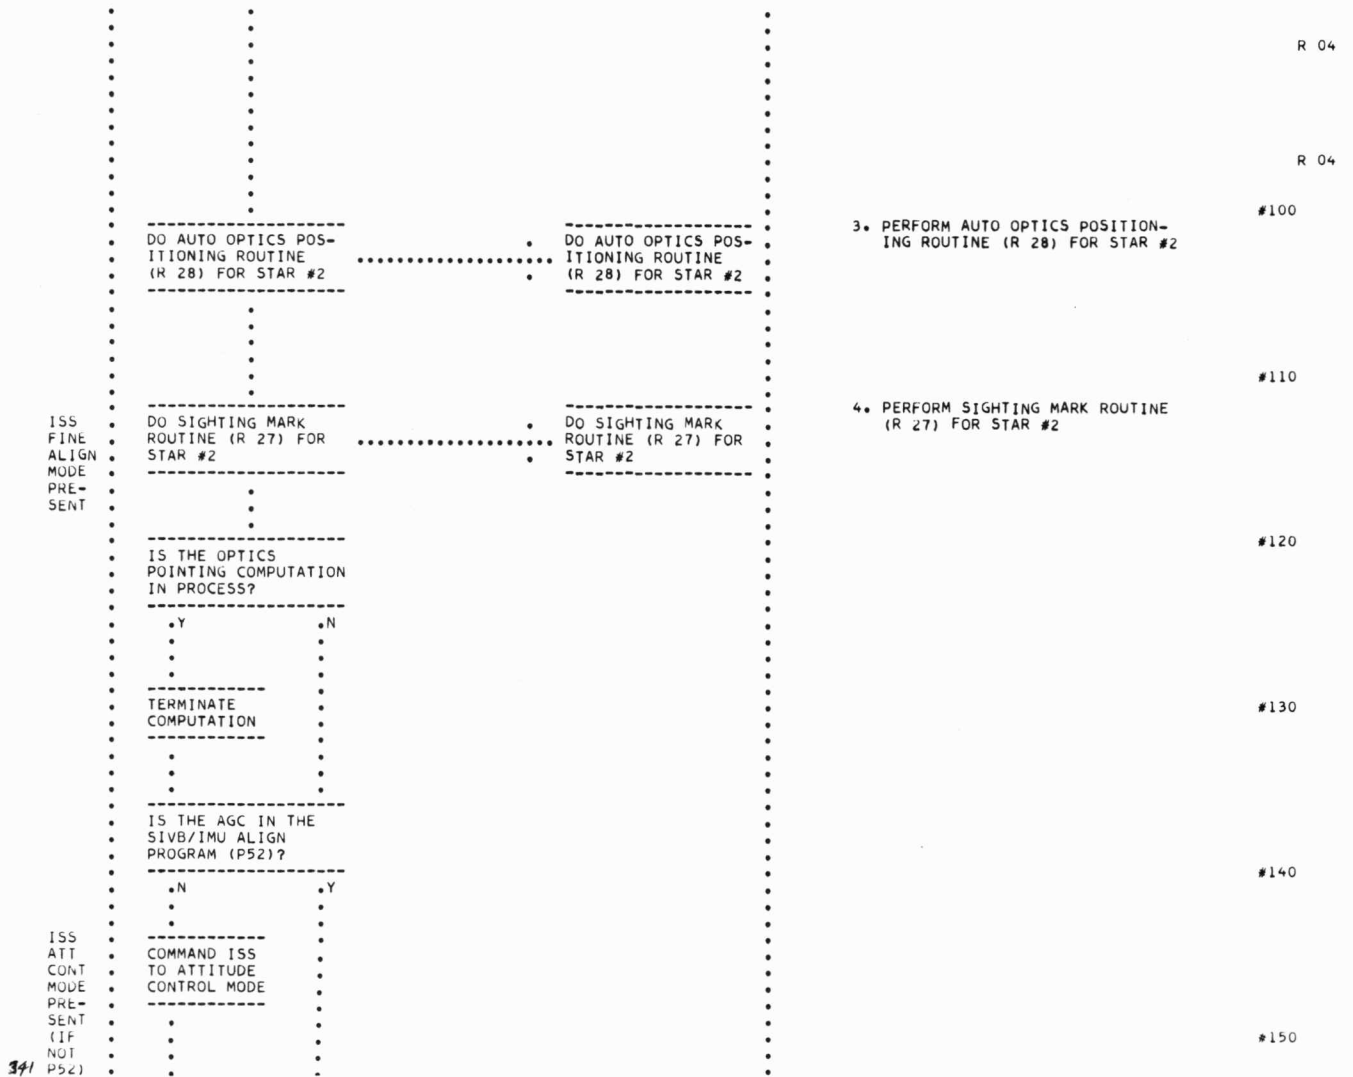 R 04
R 04
#100
--------------------- -------------------- 3. PERFORM AUTO OPTICS POSITION-
DO AUTO OPTICS POS- DO AUTO OPTICS POS- ING ROUTINE (R 28) FOR STAR #2
ITIONING ROUTINE ITIONING ROUTINE
(R 28) FOR STAR #2 (R 28) FOR STAR #2
#110
4. PERFORM SIGHTING MARK ROUTINE
ISS DO SIGHTING MARK DO SIGHTING MARK (R 27) FOR STAR #2
FINE ROUTINE (R 27) FOR ROUTINE (R 27) FOR
ALIGN STAR #2 STAR #2
MODE
PRE-
SENT
#120
IS THE OPTICS
POINTING COMPUTATION
IN PROCESS?
Y N
TERMINATE #130
COMPUTATION
IS THE AGC IN THE
SIVB/IMU ALIGN
PROGRAM (P52)?
#140
N Y
ISS
ATT COMMAND ISS
CONT TO ATTITUDE
MODE CONTROL MODE
PRE-
SENT
(IF #150
NOT
341 P52)